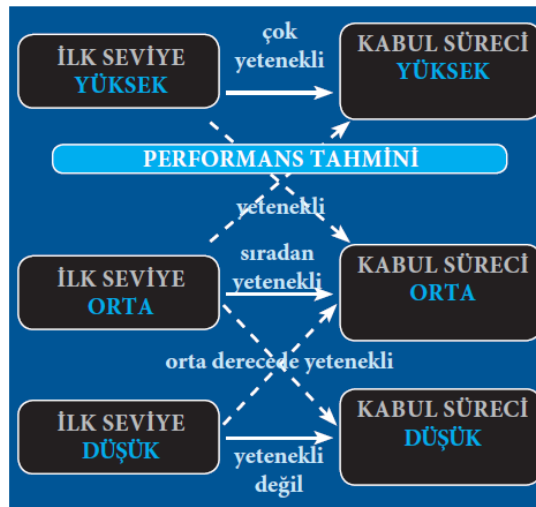 İLK SEVİYE
YÜKSEK
çok
yetenekli
KABUL SÜRECİ
YÜKSEK
PERFORMANS TAHMİNİ
yetenekli
İLK SEVİYE
ORTA
sıradan
yetenekli
KABUL SÜRECİ
ORTA
orta derecede yetenekli
İLK SEVİYE
DÜŞÜK
yetenekli
değil
KABUL SÜRECİ
DÜŞÜK